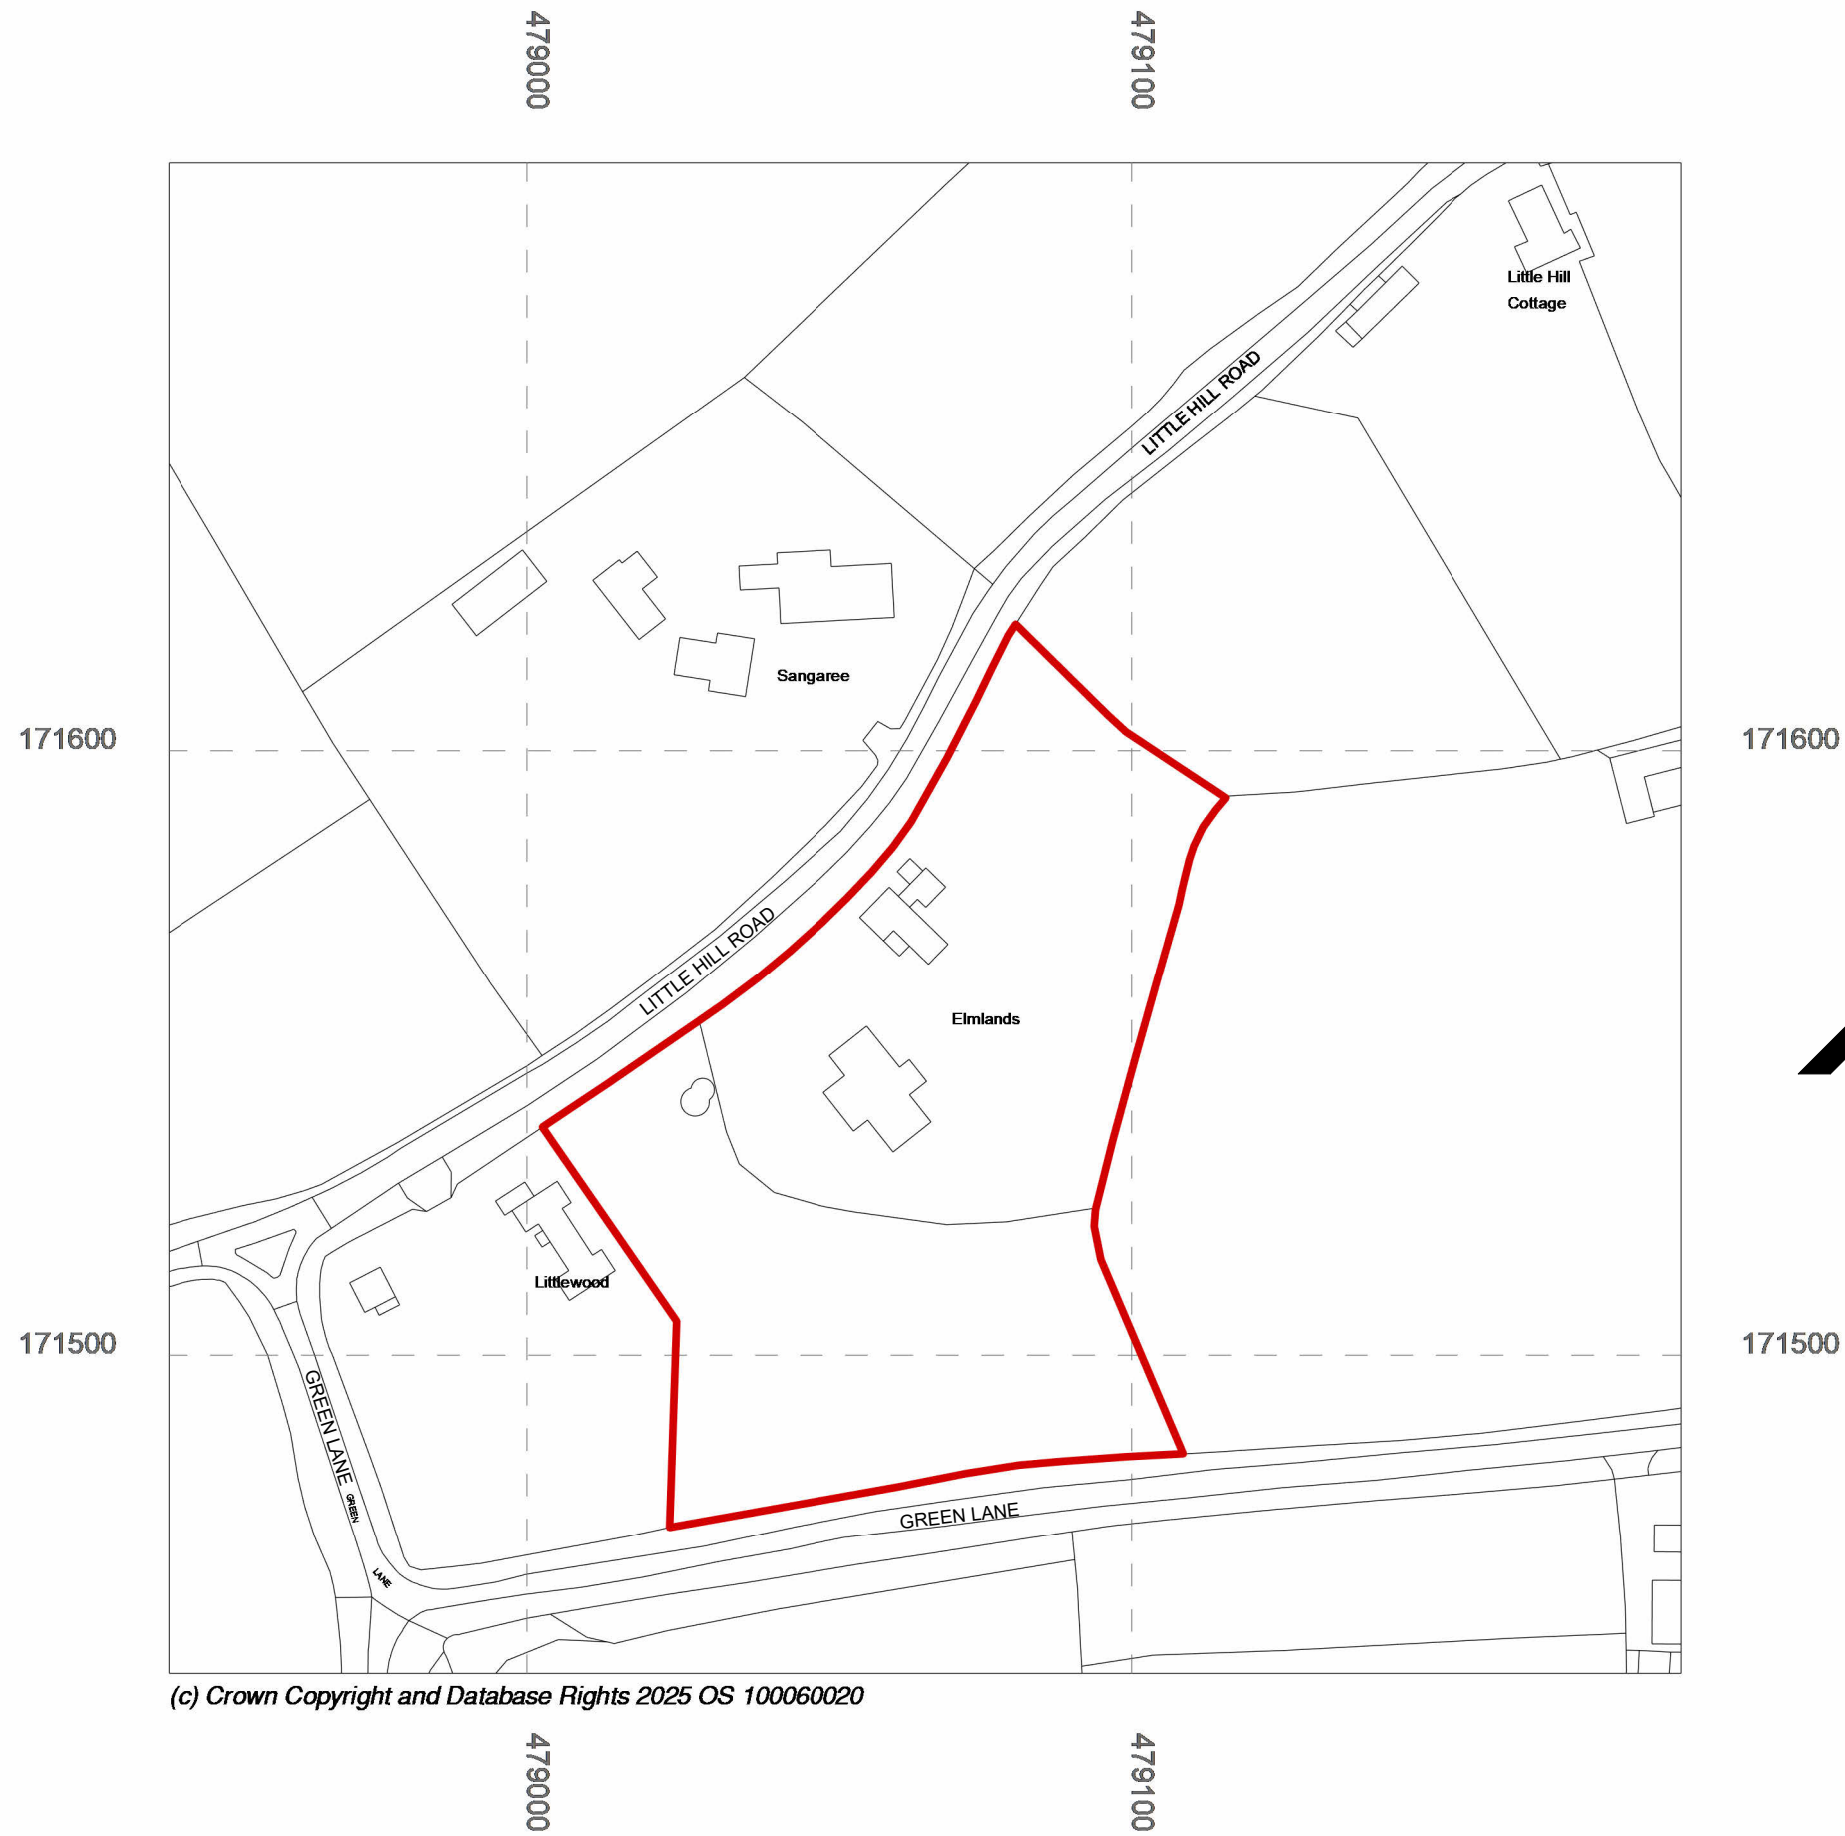 479000
479100
Little Hill
Cottage
LITTLE HILL ROAD
Sangaree
171600
171600
LITTLE HILL ROAD
Elmlands
Littlewood
171500
171500
GREEN LANE
GREEN
LANE
GREEN LANE
(c) Crown Copyright and Database Rights 2025 OS 100060020
479000
479100